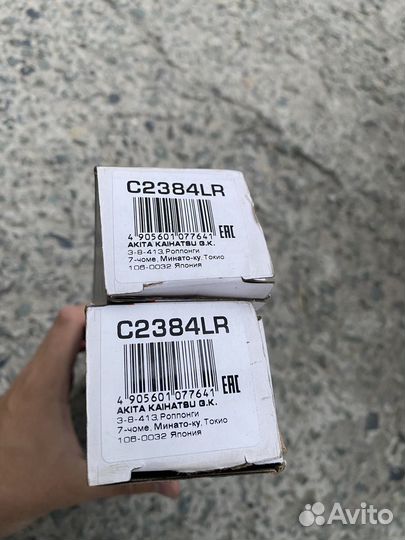 C2384LR
4 905601 077641
EAC
AKITA KAIHATSU G.K.
3-8-413, Роппонги
7-чоме, Минато-ку, Токио
106-0032 Япония
C2384LR
4 905601 077641
EAC
AKITA KAIHATSU G.K.
3-8-413, Роппонги
7-чоме, Минато-ку, Токио
106-0032 Япония
Avito